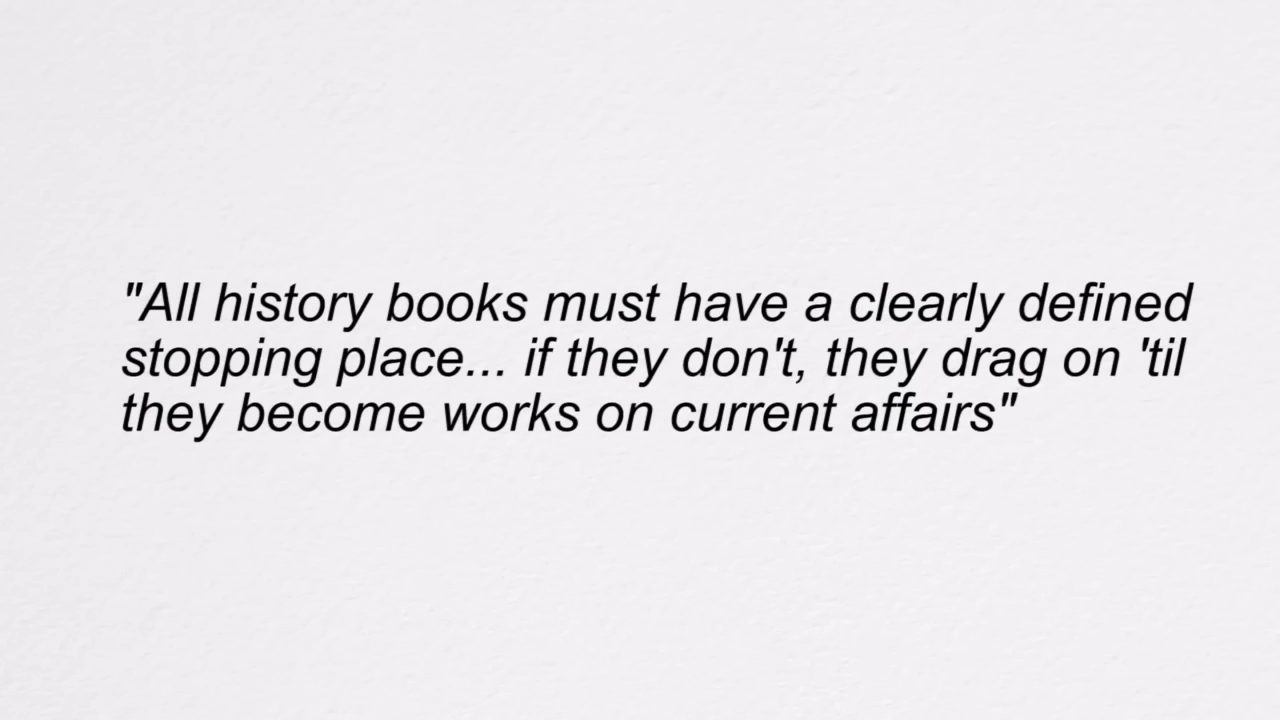 "All history books must have a clearly defined
stopping place... if they don't, they drag on 'til
they become works on current affairs"